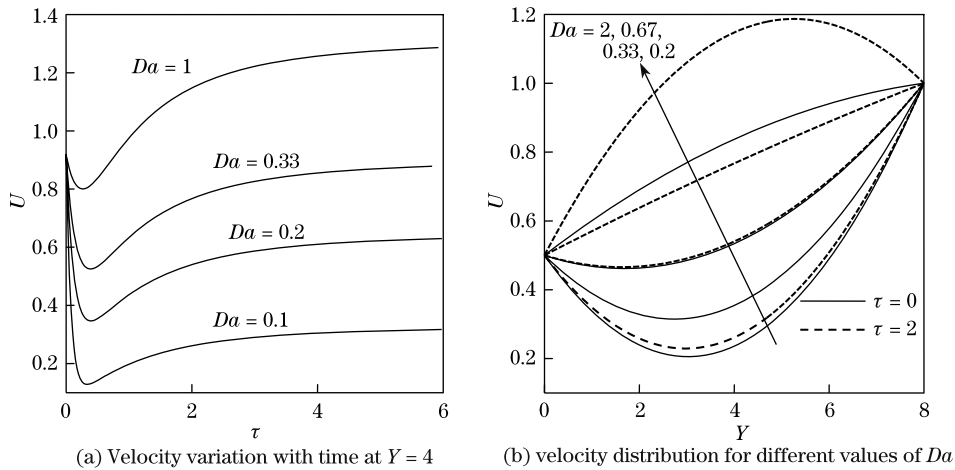 1.4
1.2
1.0
0.8
0.6
0.4
0.2
U
Da = 1
Da = 0.33
Da = 0.2
Da = 0.1
0 2 4 6
τ
(a) Velocity variation with time at Y = 4
1.2
1.0
0.8
0.6
0.4
0.2
U
Da = 2, 0.67,
0.33, 0.2
τ = 0
τ = 2
0 2 4 6 8
Y
(b) velocity distribution for different values of Da